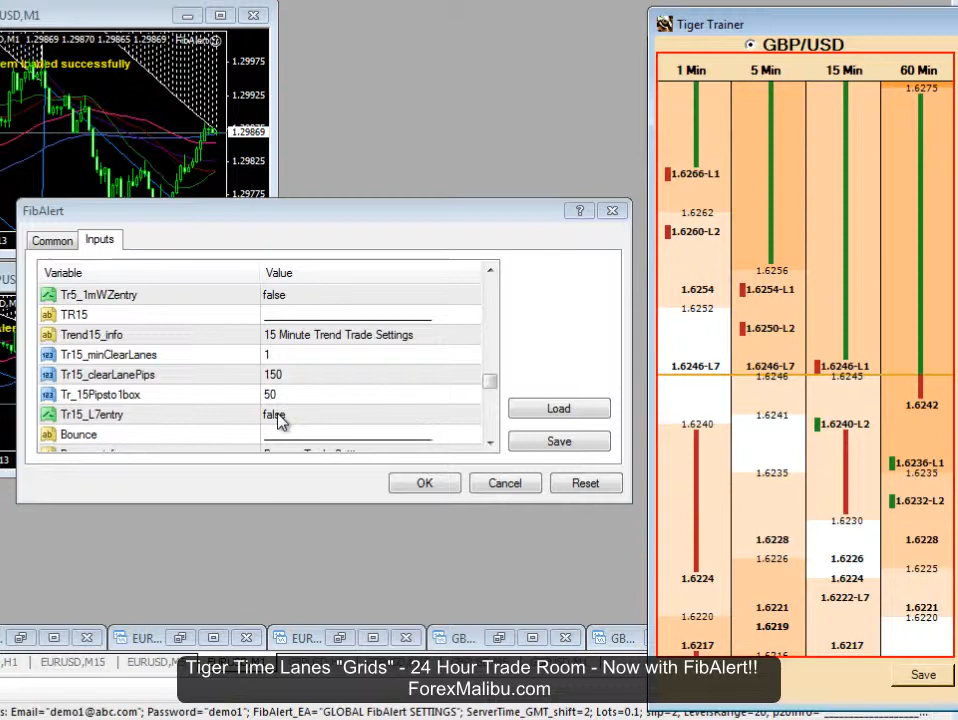 USD,M1
1.29869 1.29870 1.29865 1.29869 FibAlert
traded successfully
1.29975
1.29925
1.29869
1.29825
1.29775
FibAlert
Common Inputs
Variable Value
Tr5_1mWZentry false
TR15
Trend15_info 15 Minute Trend Trade Settings
Tr15_minClearLanes 1
Tr15_clearLanePips 150
Tr_15Pipsto1box 50
Tr15_L7entry false
Bounce
Load
Save
OK Cancel Reset
Tiger Trainer
GBP/USD
1 Min 5 Min 15 Min 60 Min
1.6275
1.6266-L1
1.6262
1.6260-L2
1.6256
1.6254 1.6254-L1
1.6252
1.6250-L2
1.6246-L7 1.6246-L7 1.6246-L1
1.6246 1.6245
1.6242
1.6241
1.6240 1.6240-L2
1.6236-L1
1.6235 1.6235
1.6232-L2
1.6230
1.6228 1.6228
1.6226 1.6226
1.6225
1.6224 1.6224
1.6222-L7
1.6221 1.6221
1.6220 1.6220
1.6219
1.6217 1.6217
Save
EUR... EUR... GB... GB...
,H1 EURUSD,M15 EURUSD,M
Tiger Time Lanes "Grids" - 24 Hour Trade Room - Now with FibAlert!!
ForexMalibu.com
s: Email="demo1@abc.com"; Password="demo1"; FibAlert_EA="GLOBAL FibAlert SETTINGS"; ServerTime_GMT_shift=2; Lots=0.1; slip=2; LevelsRange=20; p2info=